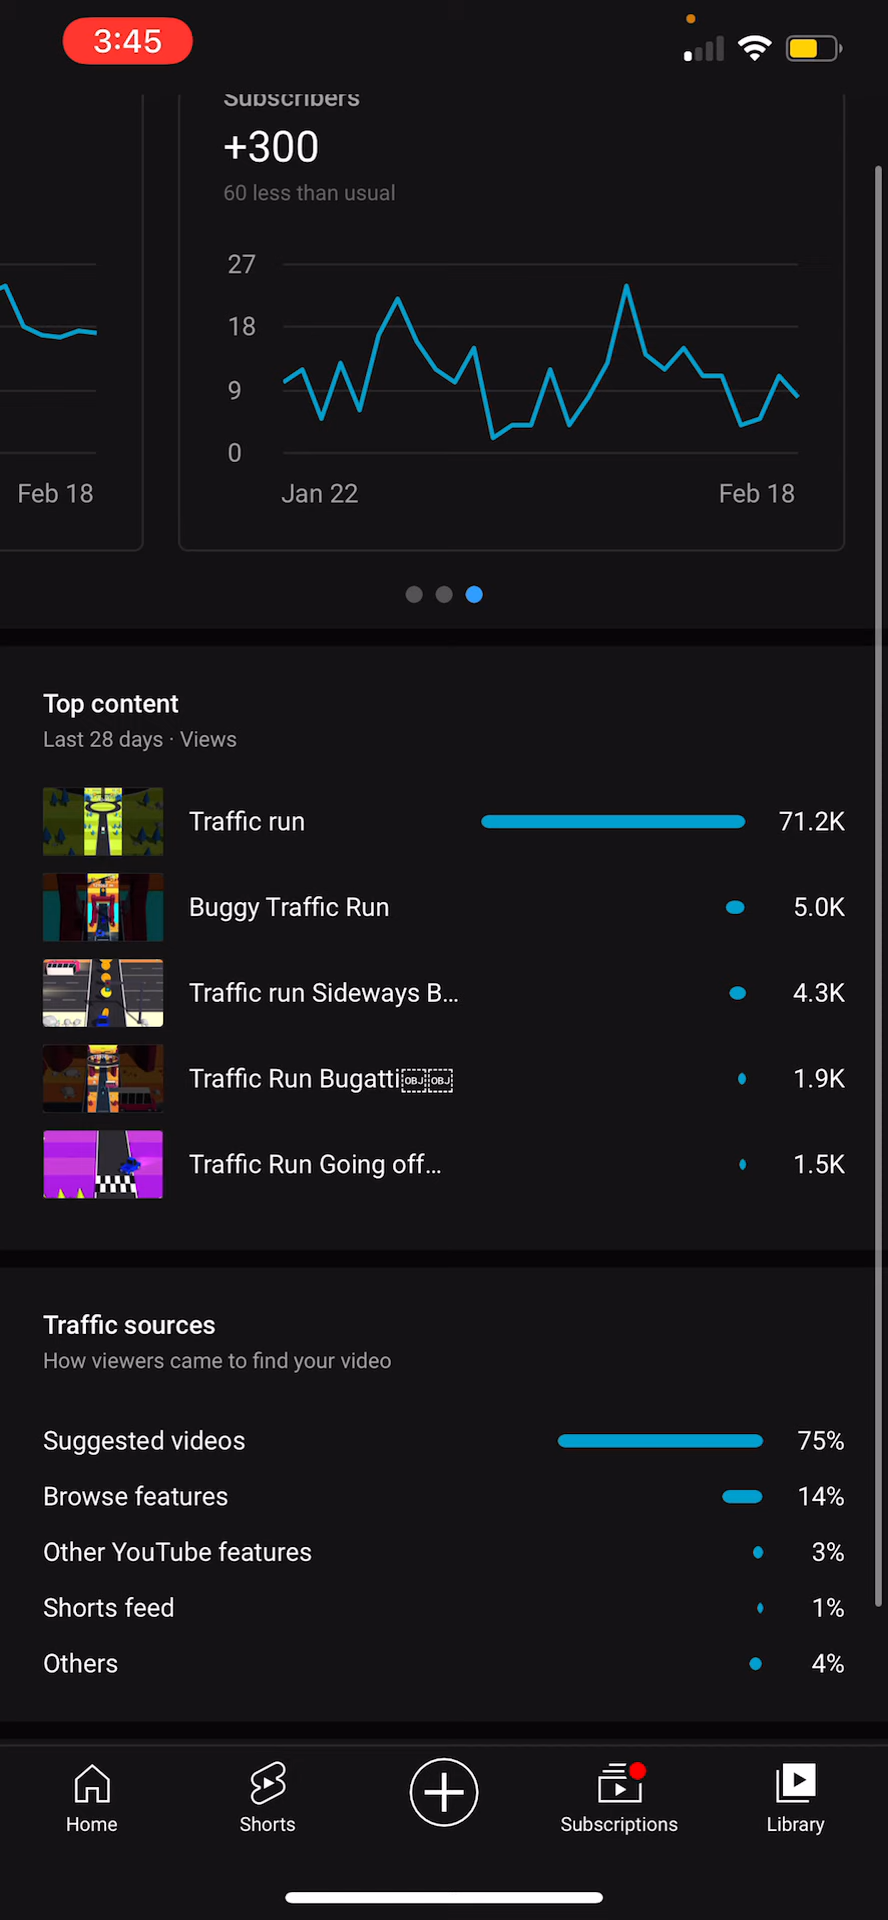 3:45
Subscribers
+300
60 less than usual
27
18
9
0
Feb 18
Jan 22
Feb 18
Top content
Last 28 days · Views
Traffic run
71.2K
Buggy Traffic Run
5.0K
Traffic run Sideways B...
4.3K
Traffic Run Bugatti￼￼
1.9K
Traffic Run Going off...
1.5K
Traffic sources
How viewers came to find your video
Suggested videos
75%
Browse features
14%
Other YouTube features
3%
Shorts feed
1%
Others
4%
Home
Shorts
Subscriptions
Library